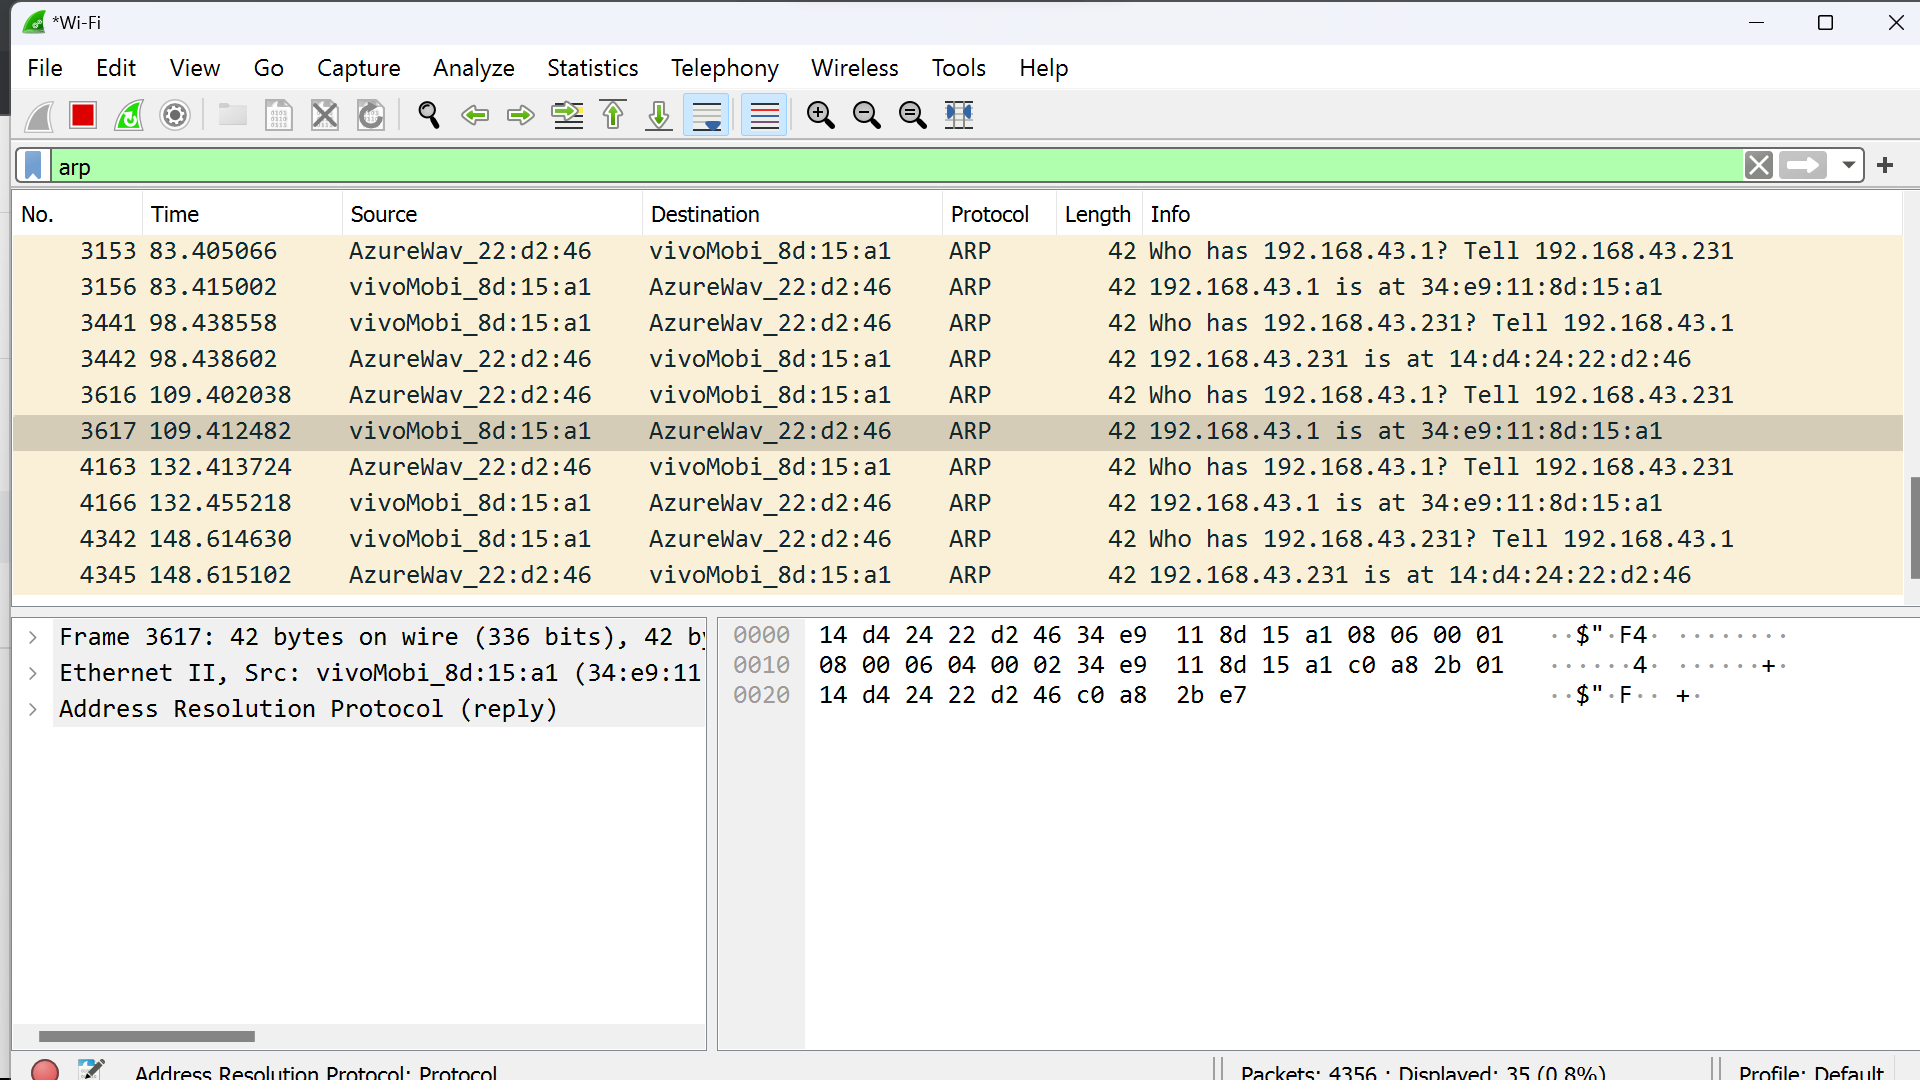 *Wi-Fi
File Edit View Go Capture Analyze Statistics Telephony Wireless Tools Help
arp
No. Time Source Destination Protocol Length Info
3153 83.405066 AzureWav_22:d2:46 vivoMobi_8d:15:a1 ARP 42 Who has 192.168.43.1? Tell 192.168.43.231
3156 83.415002 vivoMobi_8d:15:a1 AzureWav_22:d2:46 ARP 42 192.168.43.1 is at 34:e9:11:8d:15:a1
3441 98.438558 vivoMobi_8d:15:a1 AzureWav_22:d2:46 ARP 42 Who has 192.168.43.231? Tell 192.168.43.1
3442 98.438602 AzureWav_22:d2:46 vivoMobi_8d:15:a1 ARP 42 192.168.43.231 is at 14:d4:24:22:d2:46
3616 109.402038 AzureWav_22:d2:46 vivoMobi_8d:15:a1 ARP 42 Who has 192.168.43.1? Tell 192.168.43.231
3617 109.412482 vivoMobi_8d:15:a1 AzureWav_22:d2:46 ARP 42 192.168.43.1 is at 34:e9:11:8d:15:a1
4163 132.413724 AzureWav_22:d2:46 vivoMobi_8d:15:a1 ARP 42 Who has 192.168.43.1? Tell 192.168.43.231
4166 132.455218 vivoMobi_8d:15:a1 AzureWav_22:d2:46 ARP 42 192.168.43.1 is at 34:e9:11:8d:15:a1
4342 148.614630 vivoMobi_8d:15:a1 AzureWav_22:d2:46 ARP 42 Who has 192.168.43.231? Tell 192.168.43.1
4345 148.615102 AzureWav_22:d2:46 vivoMobi_8d:15:a1 ARP 42 192.168.43.231 is at 14:d4:24:22:d2:46
Frame 3617: 42 bytes on wire (336 bits), 42 by
Ethernet II, Src: vivoMobi_8d:15:a1 (34:e9:11
Address Resolution Protocol (reply)
0000 14 d4 24 22 d2 46 34 e9 11 8d 15 a1 08 06 00 01 ··$"·F4· ········
0010 08 00 06 04 00 02 34 e9 11 8d 15 a1 c0 a8 2b 01 ······4· ······+·
0020 14 d4 24 22 d2 46 c0 a8 2b e7 ··$"·F·· +·
Address Resolution Protocol: Protocol
Packets: 4356 · Displayed: 35 (0.8%)
Profile: Default